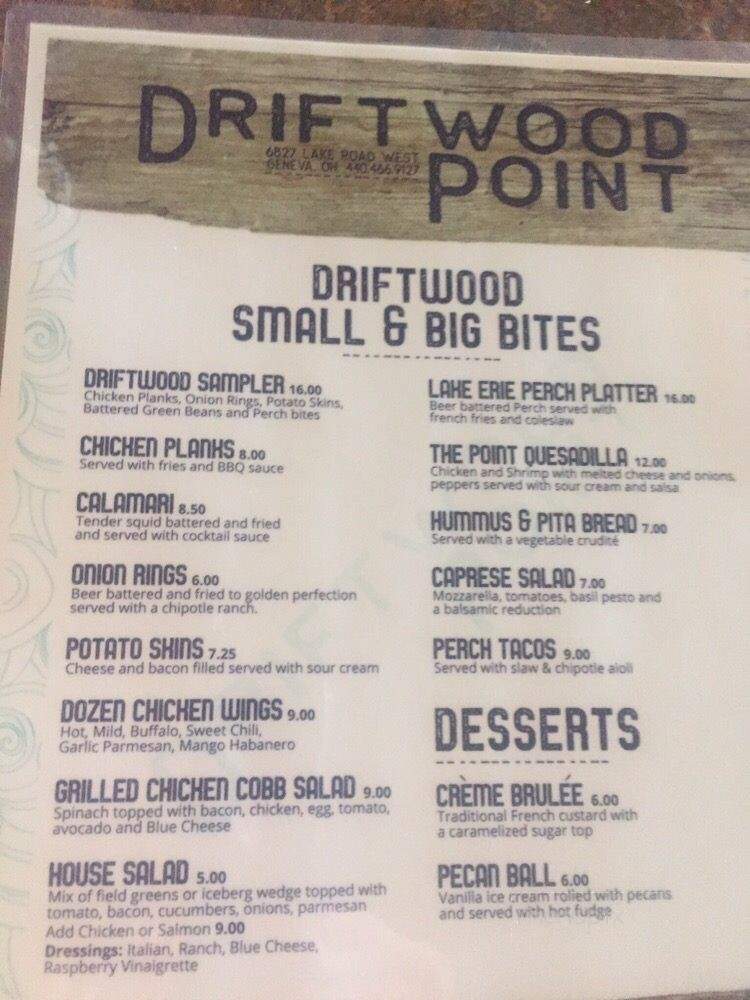 DRIFTWOOD
POINT
6827 LAKE ROAD WEST
GENEVA, OH 440.466.9127
DRIFTWOOD
SMALL & BIG BITES
DRIFTWOOD SAMPLER 16.00
Chicken Planks, Onion Rings, Potato Skins,
Battered Green Beans and Perch bites
CHICKEN PLANKS 8.00
Served with fries and BBQ sauce
CALAMARI 8.50
Tender squid battered and fried
and served with cocktail sauce
ONION RINGS 6.00
Beer battered and fried to golden perfection
served with a chipotle ranch.
POTATO SKINS 7.25
Cheese and bacon filled served with sour cream
DOZEN CHICKEN WINGS 9.00
Hot, Mild, Buffalo, Sweet Chili,
Garlic Parmesan, Mango Habanero
GRILLED CHICKEN COBB SALAD 9.00
Spinach topped with bacon, chicken, egg, tomato,
avocado and Blue Cheese
HOUSE SALAD 5.00
Mix of field greens or iceberg wedge topped with
tomato, bacon, cucumbers, onions, parmesan
Add Chicken or Salmon 9.00
Dressings: Italian, Ranch, Blue Cheese,
Raspberry Vinaigrette
LAKE ERIE PERCH PLATTER 16.00
Beer battered Perch served with
french fries and coleslaw
THE POINT QUESADILLA 12.00
Chicken and Shrimp with melted cheese and onions,
peppers served with sour cream and salsa
HUMMUS & PITA BREAD 7.00
Served with a vegetable crudité
CAPRESE SALAD 7.00
Mozzarella, tomatoes, basil pesto and
a balsamic reduction
PERCH TACOS 9.00
Served with slaw & chipotle aioli
DESSERTS
CRÈME BRULÉE 6.00
Traditional French custard with
a caramelized sugar top
PECAN BALL 6.00
Vanilla ice cream rolled with pecans
and served with hot fudge